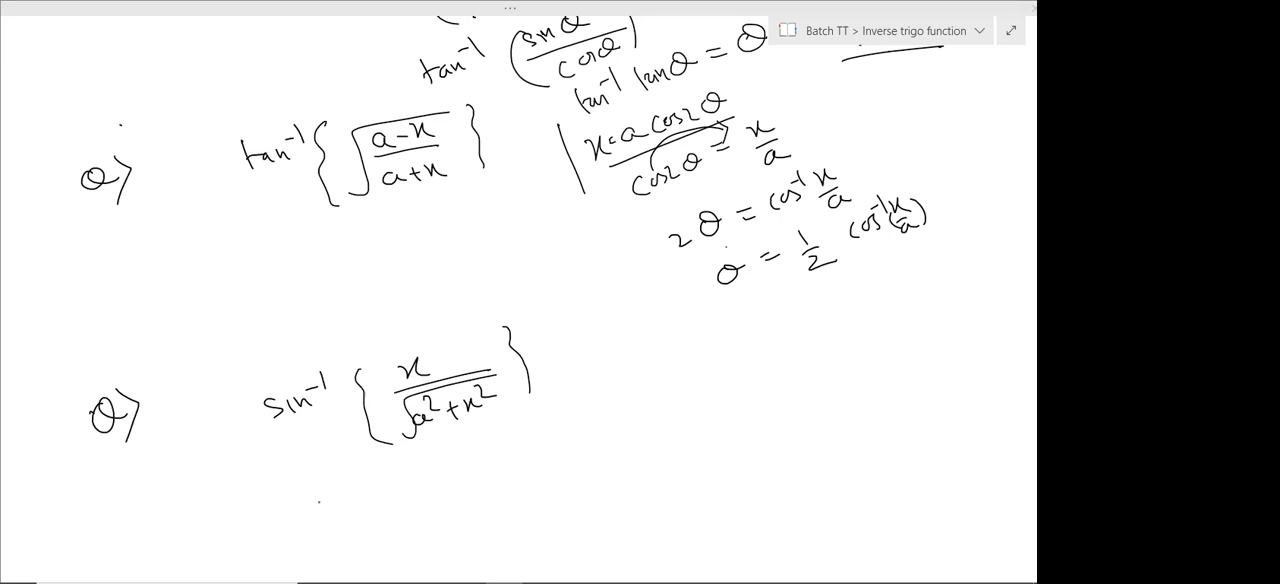 Batch TT > Inverse trigo function
tan⁻¹ (sinθ/cosθ)
tan⁻¹ tanθ = θ
Q) tan⁻¹{√((a-x)/(a+x))}
x = a cos2θ
cos2θ = x/a
2θ = cos⁻¹ x/a
θ = 1/2 cos⁻¹(x/a)
Q) sin⁻¹{x/√(a²+x²)}